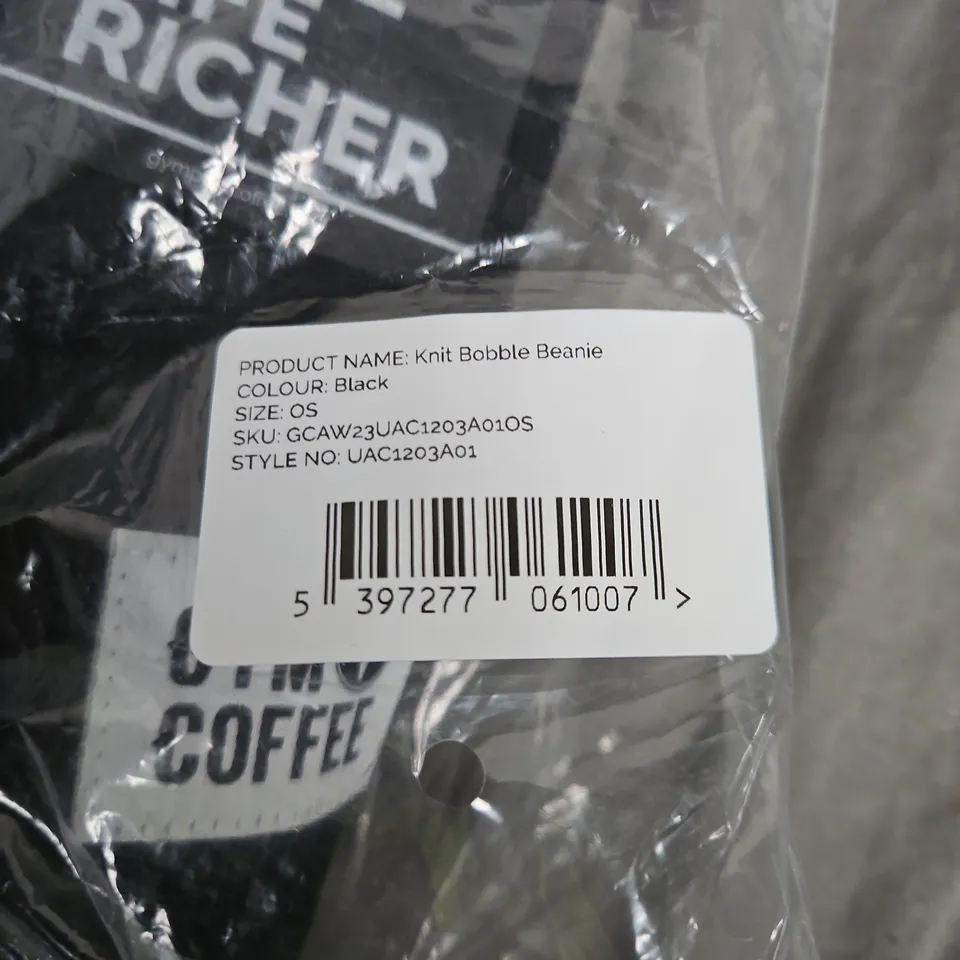 RICHER
PRODUCT NAME: Knit Bobble Beanie
COLOUR: Black
SIZE: OS
SKU: GCAW23UAC1203A01OS
STYLE NO: UAC1203A01
5 397277 061007 >
COFFEE